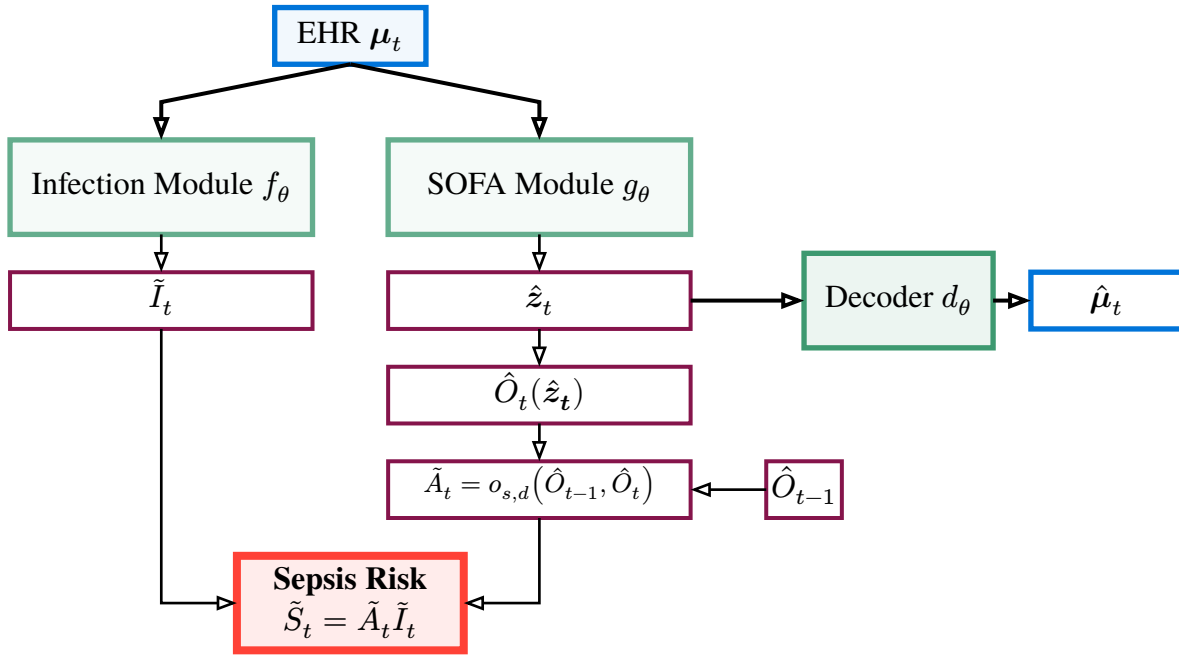 EHR 𝝁_t
Infection Module f_θ
SOFA Module g_θ
Ĩ_t
ẑ_t
Decoder d_θ
𝝁̂_t
Ô_t(ẑ_t)
Ã_t = o_{s,d}(Ô_{t−1}, Ô_t)
Ô_{t−1}
Sepsis Risk
S̃_t = Ã_t Ĩ_t